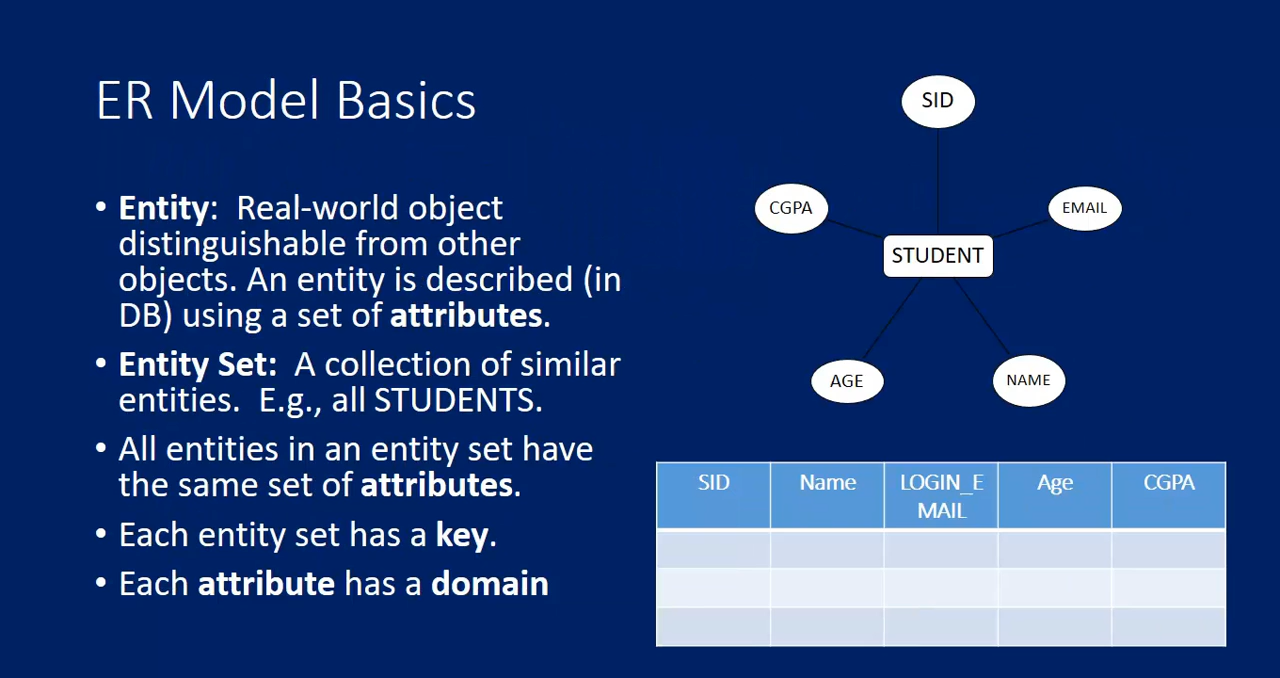 ER Model Basics
• Entity:  Real-world object
distinguishable from other
objects. An entity is described (in
DB) using a set of attributes.
• Entity Set:  A collection of similar
entities.  E.g., all STUDENTS.
• All entities in an entity set have
the same set of attributes.
• Each entity set has a key.
• Each attribute has a domain
SID
CGPA
EMAIL
STUDENT
AGE
NAME
SID Name LOGIN_E Age CGPA
MAIL